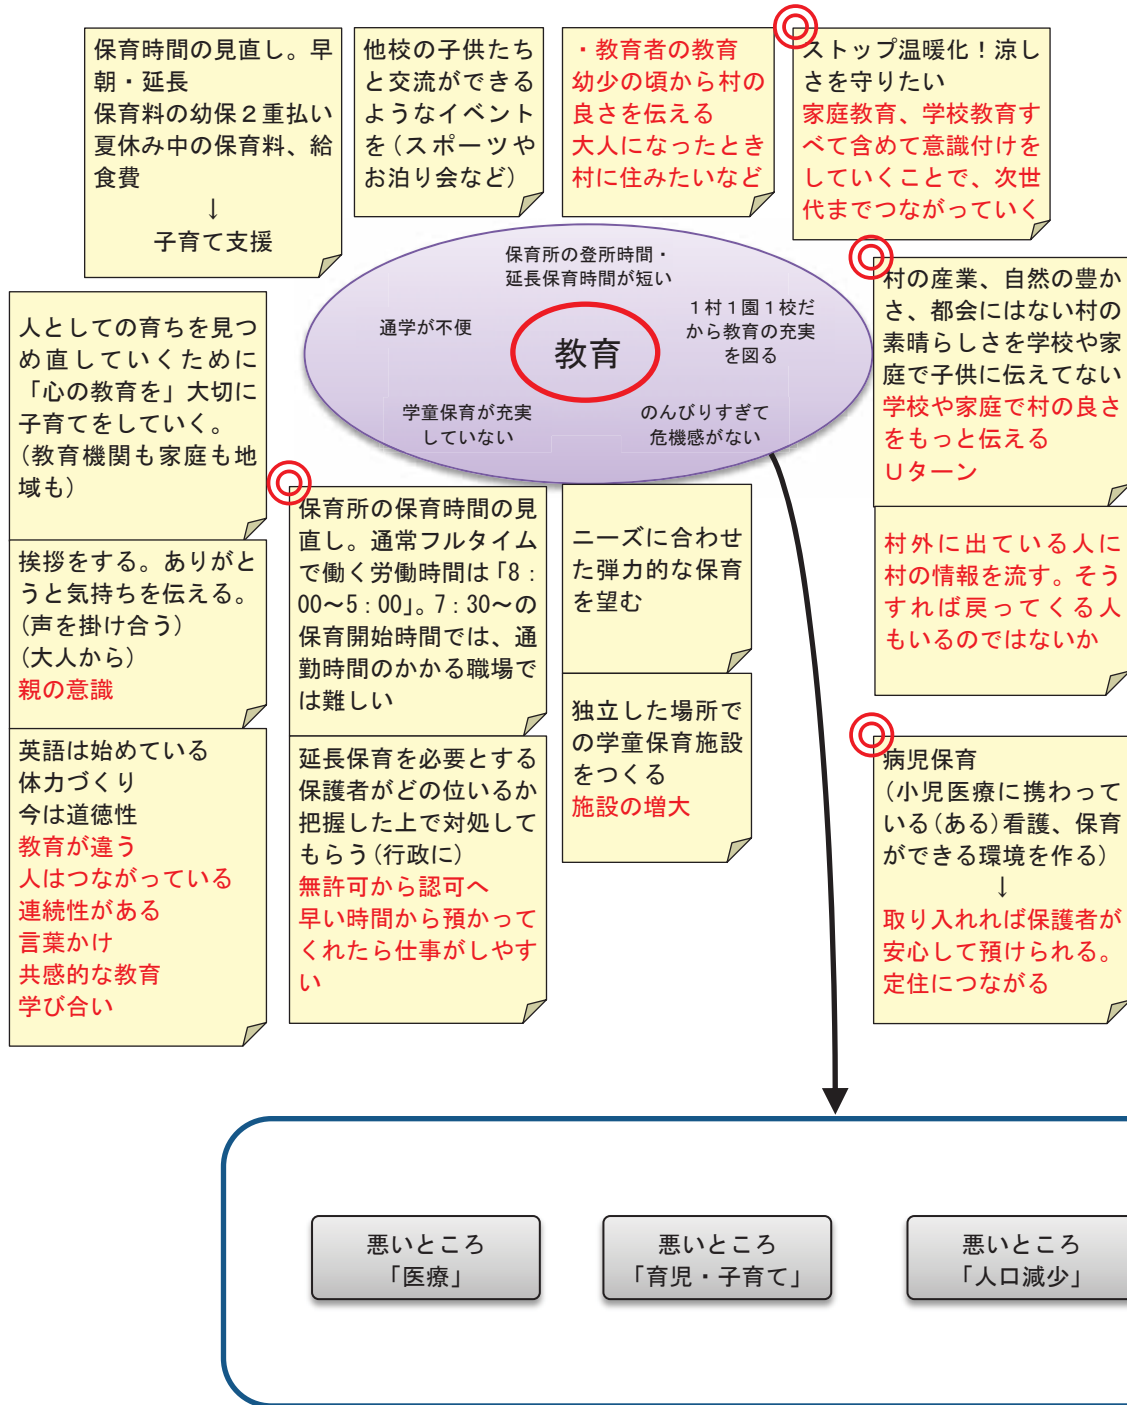 保育時間の見直し。早
朝・延長
保育料の幼保２重払い
夏休み中の保育料、給
食費
↓
子育て支援
他校の子供たち
と交流ができる
ようなイベント
を（スポーツや
お泊り会など）
・教育者の教育
幼少の頃から村の
良さを伝える
大人になったとき
村に住みたいなど
ストップ温暖化！涼し
さを守りたい
家庭教育、学校教育す
べて含めて意識付けを
していくことで、次世
代までつながっていく
保育所の登所時間・
延長保育時間が短い
通学が不便
１村１園１校だ
から教育の充実
を図る
教育
学童保育が充実
していない
のんびりすぎて
危機感がない
村の産業、自然の豊か
さ、都会にはない村の
素晴らしさを学校や家
庭で子供に伝えてない
学校や家庭で村の良さ
をもっと伝える
Ｕターン
人としての育ちを見つ
め直していくために
「心の教育を」大切に
子育てをしていく。
（教育機関も家庭も地
域も）
保育所の保育時間の見
直し。通常フルタイム
で働く労働時間は「8：
00～5：00」。7：30～の
保育開始時間では、通
勤時間のかかる職場で
は難しい
ニーズに合わせ
た弾力的な保育
を望む
村外に出ている人に
村の情報を流す。そう
すれば戻ってくる人
もいるのではないか
挨拶をする。ありがと
うと気持ちを伝える。
（声を掛け合う）
（大人から）
親の意識
独立した場所で
の学童保育施設
をつくる
施設の増大
英語は始めている
体力づくり
今は道徳性
教育が違う
人はつながっている
連続性がある
言葉かけ
共感的な教育
学び合い
延長保育を必要とする
保護者がどの位いるか
把握した上で対処して
もらう（行政に）
無許可から認可へ
早い時間から預かって
くれたら仕事がしやす
い
病児保育
（小児医療に携わって
いる（ある）看護、保育
ができる環境を作る）
↓
取り入れれば保護者が
安心して預けられる。
定住につながる
悪いところ
「医療」
悪いところ
「育児・子育て」
悪いところ
「人口減少」